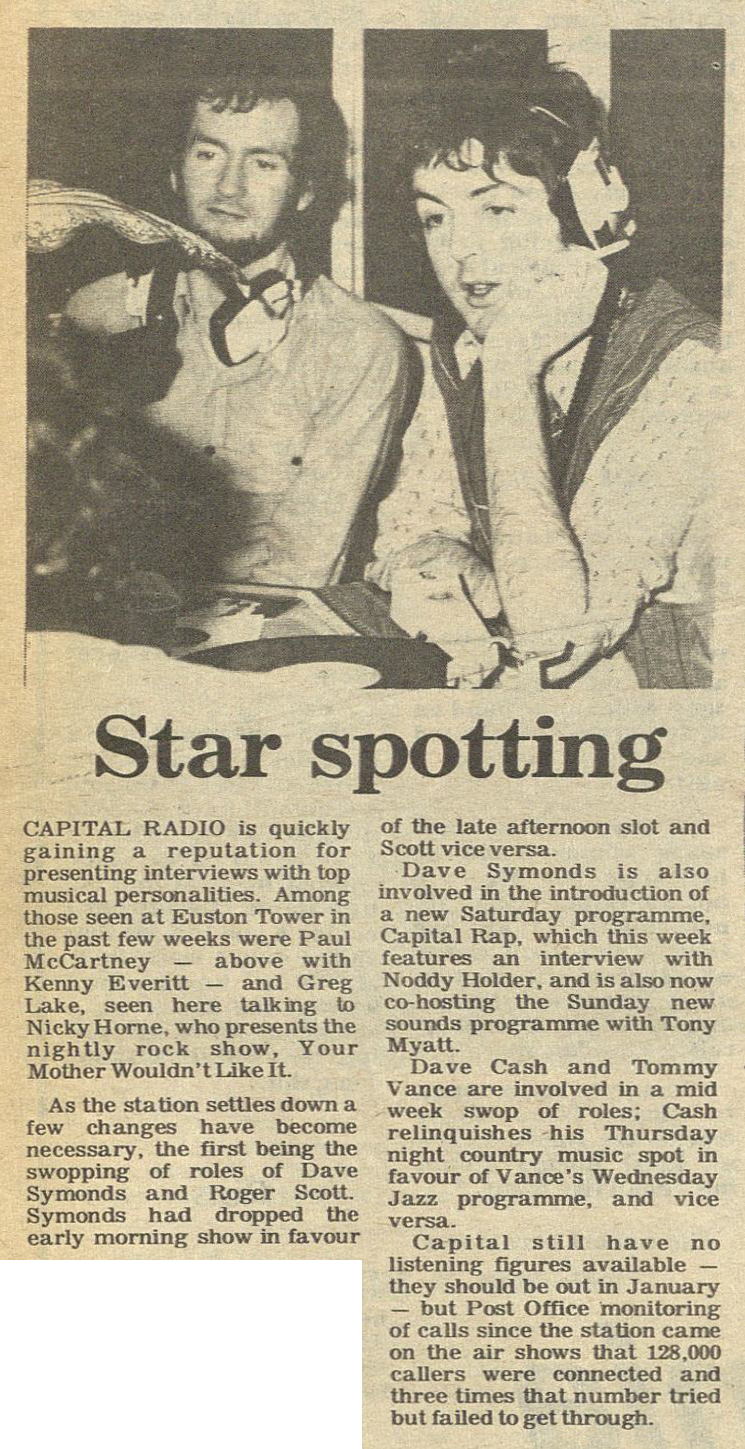 Star spotting
CAPITAL RADIO is quickly
gaining a reputation for
presenting interviews with top
musical personalities. Among
those seen at Euston Tower in
the past few weeks were Paul
McCartney — above with
Kenny Everitt — and Greg
Lake, seen here talking to
Nicky Horne, who presents the
nightly rock show, Your
Mother Wouldn't Like It.
As the station settles down a
few changes have become
necessary, the first being the
swopping of roles of Dave
Symonds and Roger Scott.
Symonds had dropped the
early morning show in favour
of the late afternoon slot and
Scott vice versa.
Dave Symonds is also
involved in the introduction of
a new Saturday programme,
Capital Rap, which this week
features an interview with
Noddy Holder, and is also now
co-hosting the Sunday new
sounds programme with Tony
Myatt.
Dave Cash and Tommy
Vance are involved in a mid
week swop of roles; Cash
relinquishes his Thursday
night country music spot in
favour of Vance's Wednesday
Jazz programme, and vice
versa.
Capital still have no
listening figures available —
they should be out in January
— but Post Office monitoring
of calls since the station came
on the air shows that 128,000
callers were connected and
three times that number tried
but failed to get through.